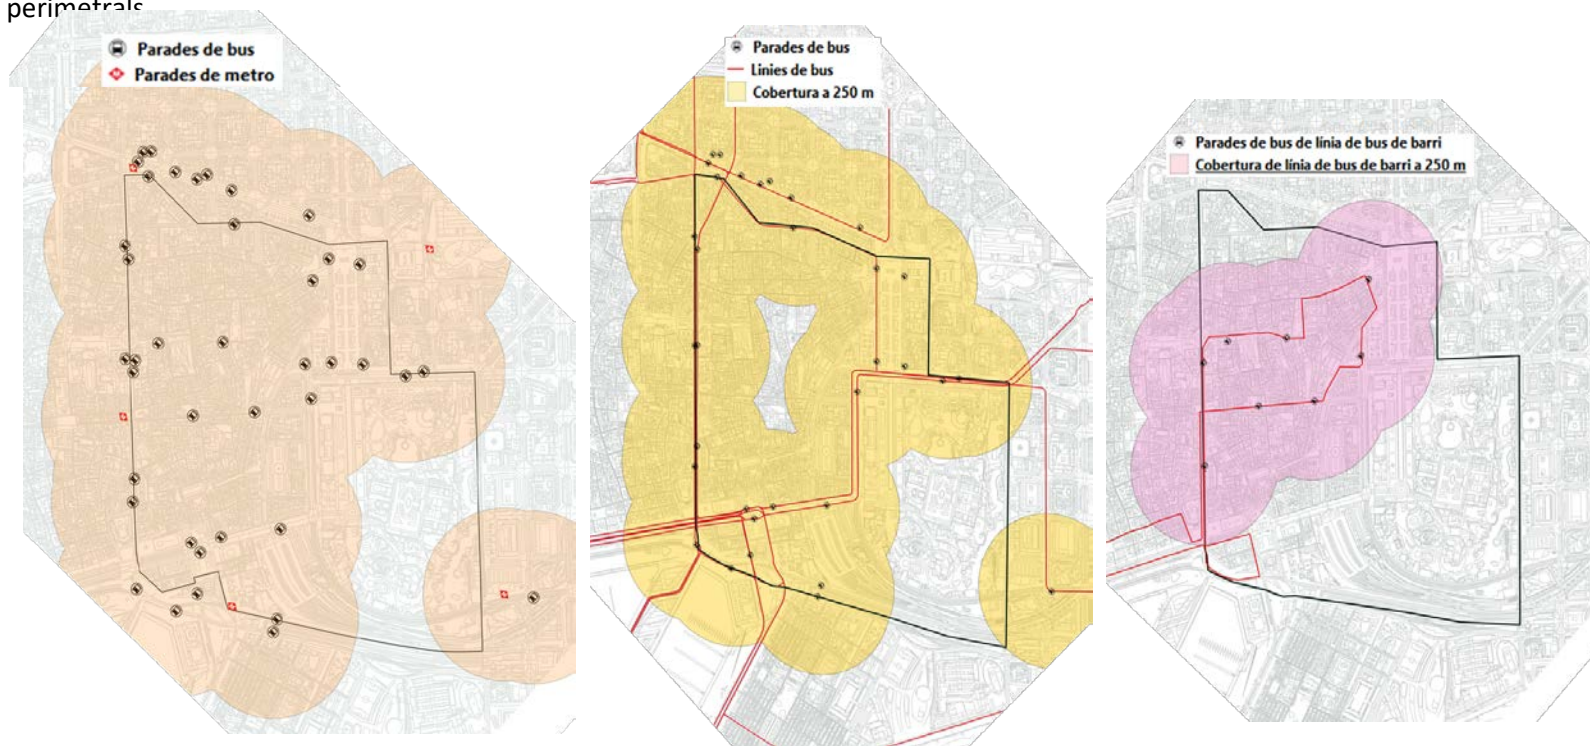 perimetrals
Parades de bus
Parades de metro
Parades de bus
Línies de bus
Cobertura a 250 m
Parades de bus de línia de bus de barri
Cobertura de línia de bus de barri a 250 m